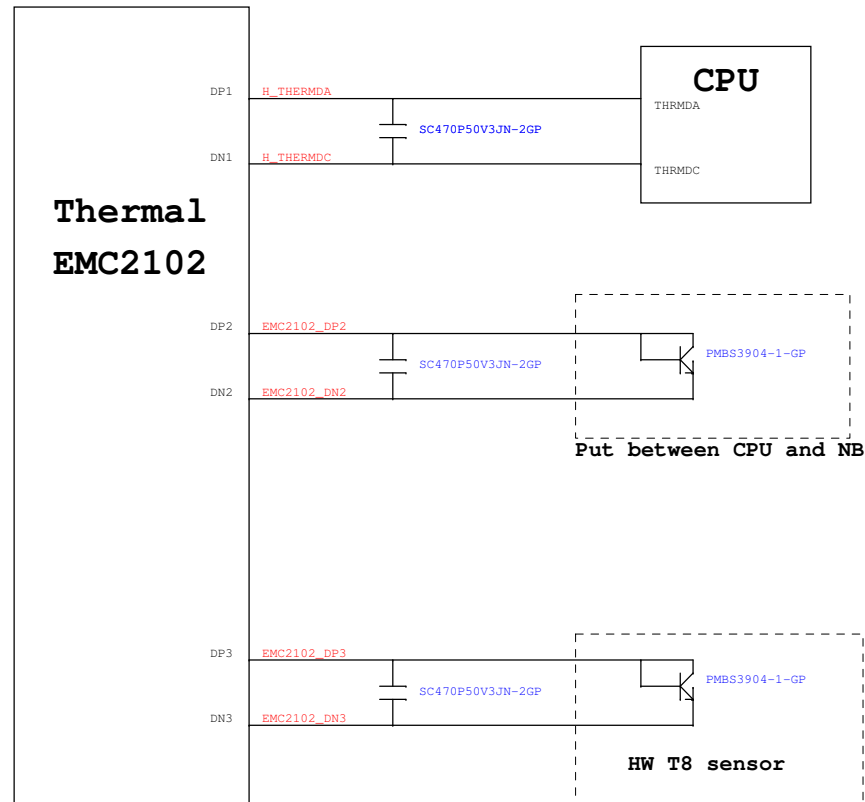 CPU
DP1 H_THERMDA
THRMDA
SC470P50V3JN-2GP
DN1 H_THERMDC
THRMDC
Thermal
EMC2102
DP2 EMC2102_DP2
PMBS3904-1-GP
SC470P50V3JN-2GP
DN2 EMC2102_DN2
Put between CPU and NB
DP3 EMC2102_DP3
PMBS3904-1-GP
SC470P50V3JN-2GP
DN3 EMC2102_DN3
HW T8 sensor